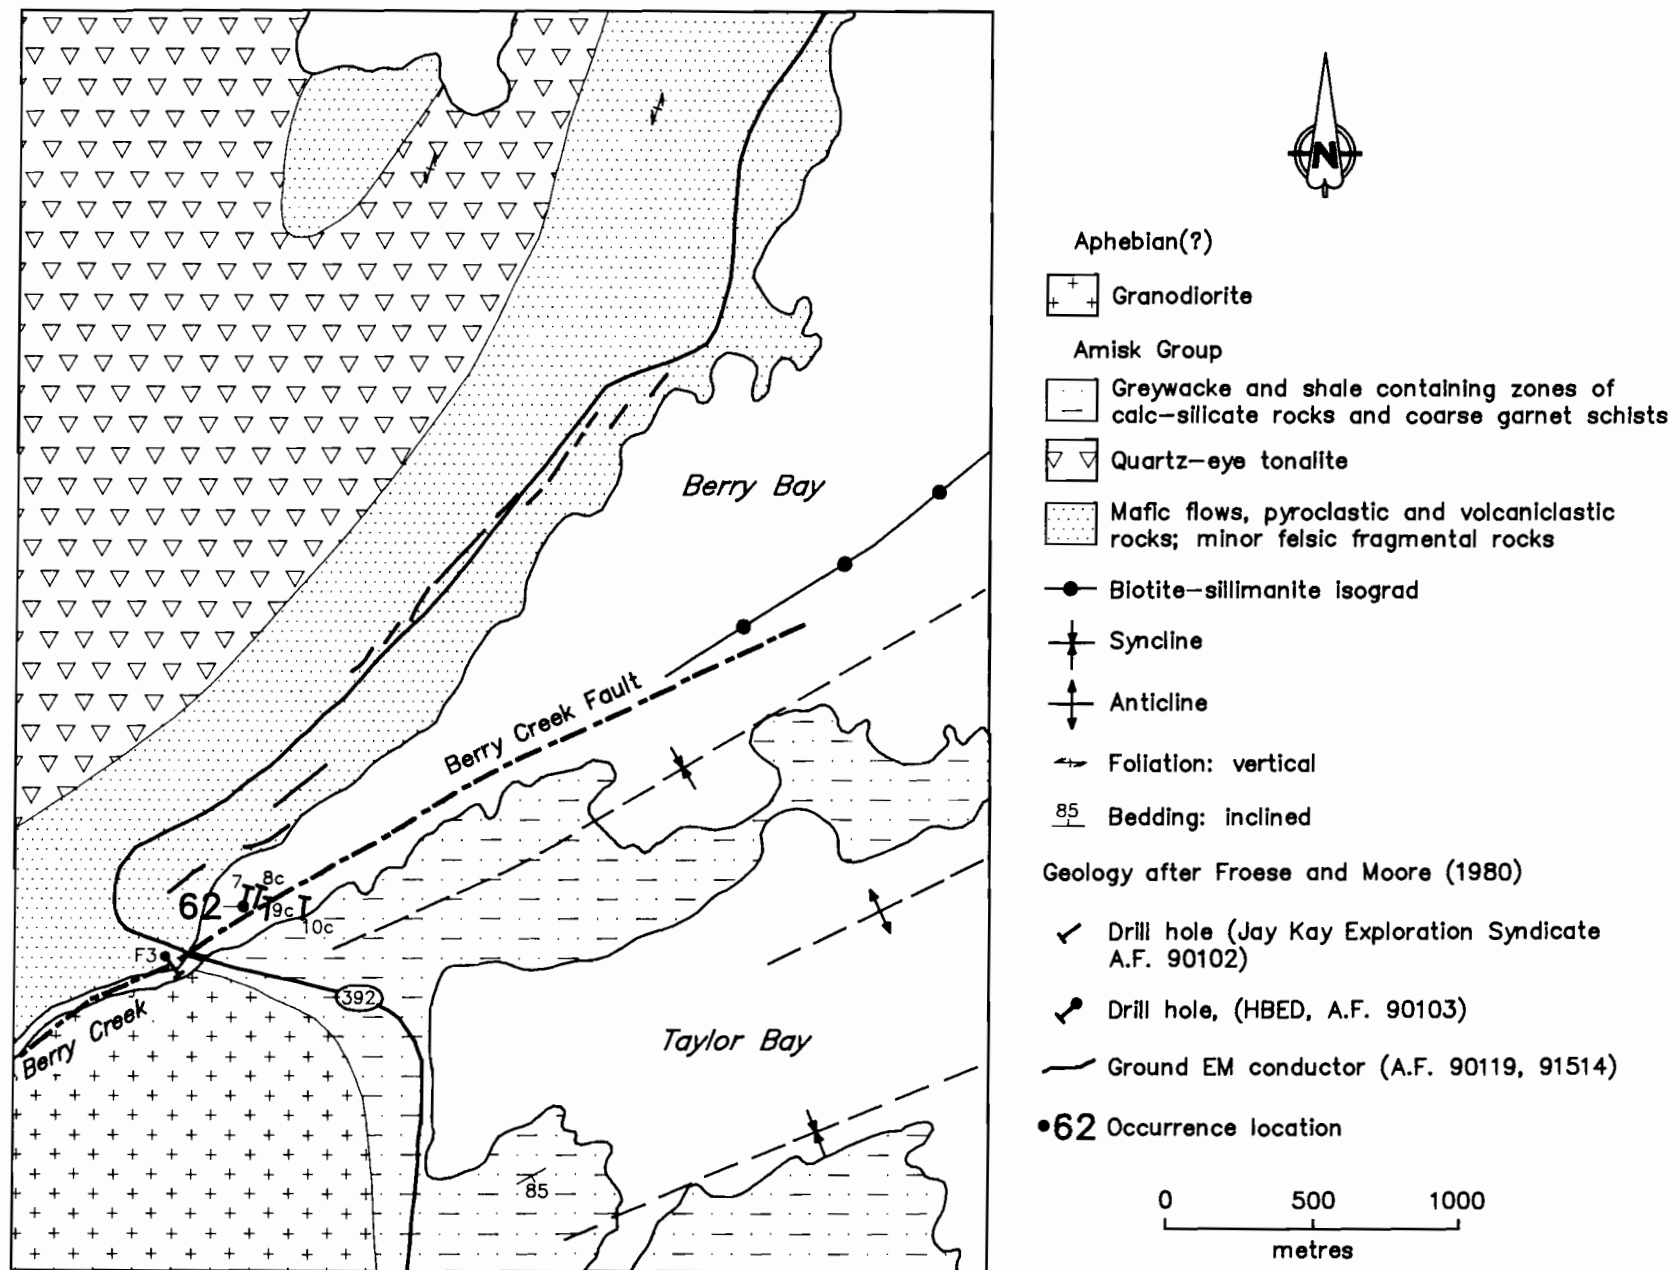 Berry Bay
Berry Creek Fault
7
8c
62
9c
10c
F3
392
Berry Creek
Taylor Bay
85
N
Aphebian(?)
Granodiorite
Amisk Group
Greywacke and shale containing zones of
calc-silicate rocks and coarse garnet schists
Quartz-eye tonalite
Mafic flows, pyroclastic and volcaniclastic
rocks; minor felsic fragmental rocks
Biotite-sillimanite isograd
Syncline
Anticline
Foliation: vertical
85 Bedding: inclined
Geology after Froese and Moore (1980)
Drill hole (Jay Kay Exploration Syndicate
A.F. 90102)
Drill hole, (HBED, A.F. 90103)
Ground EM conductor (A.F. 90119, 91514)
•62 Occurrence location
0 500 1000
metres